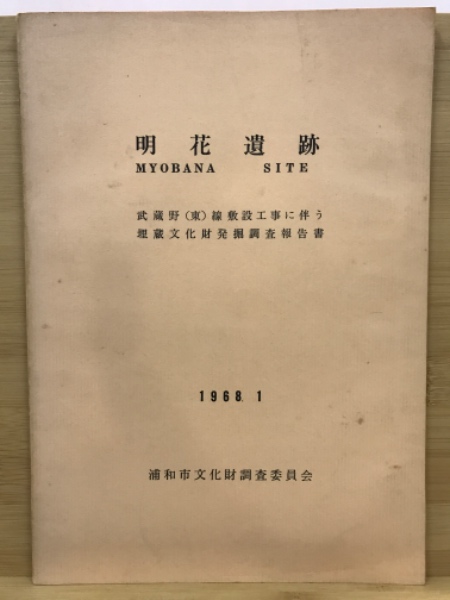 明花遺跡
MYOBANA SITE
武蔵野(東)線敷設工事に伴う
埋蔵文化財発掘調査報告書
1968.1
浦和市文化財調査委員会